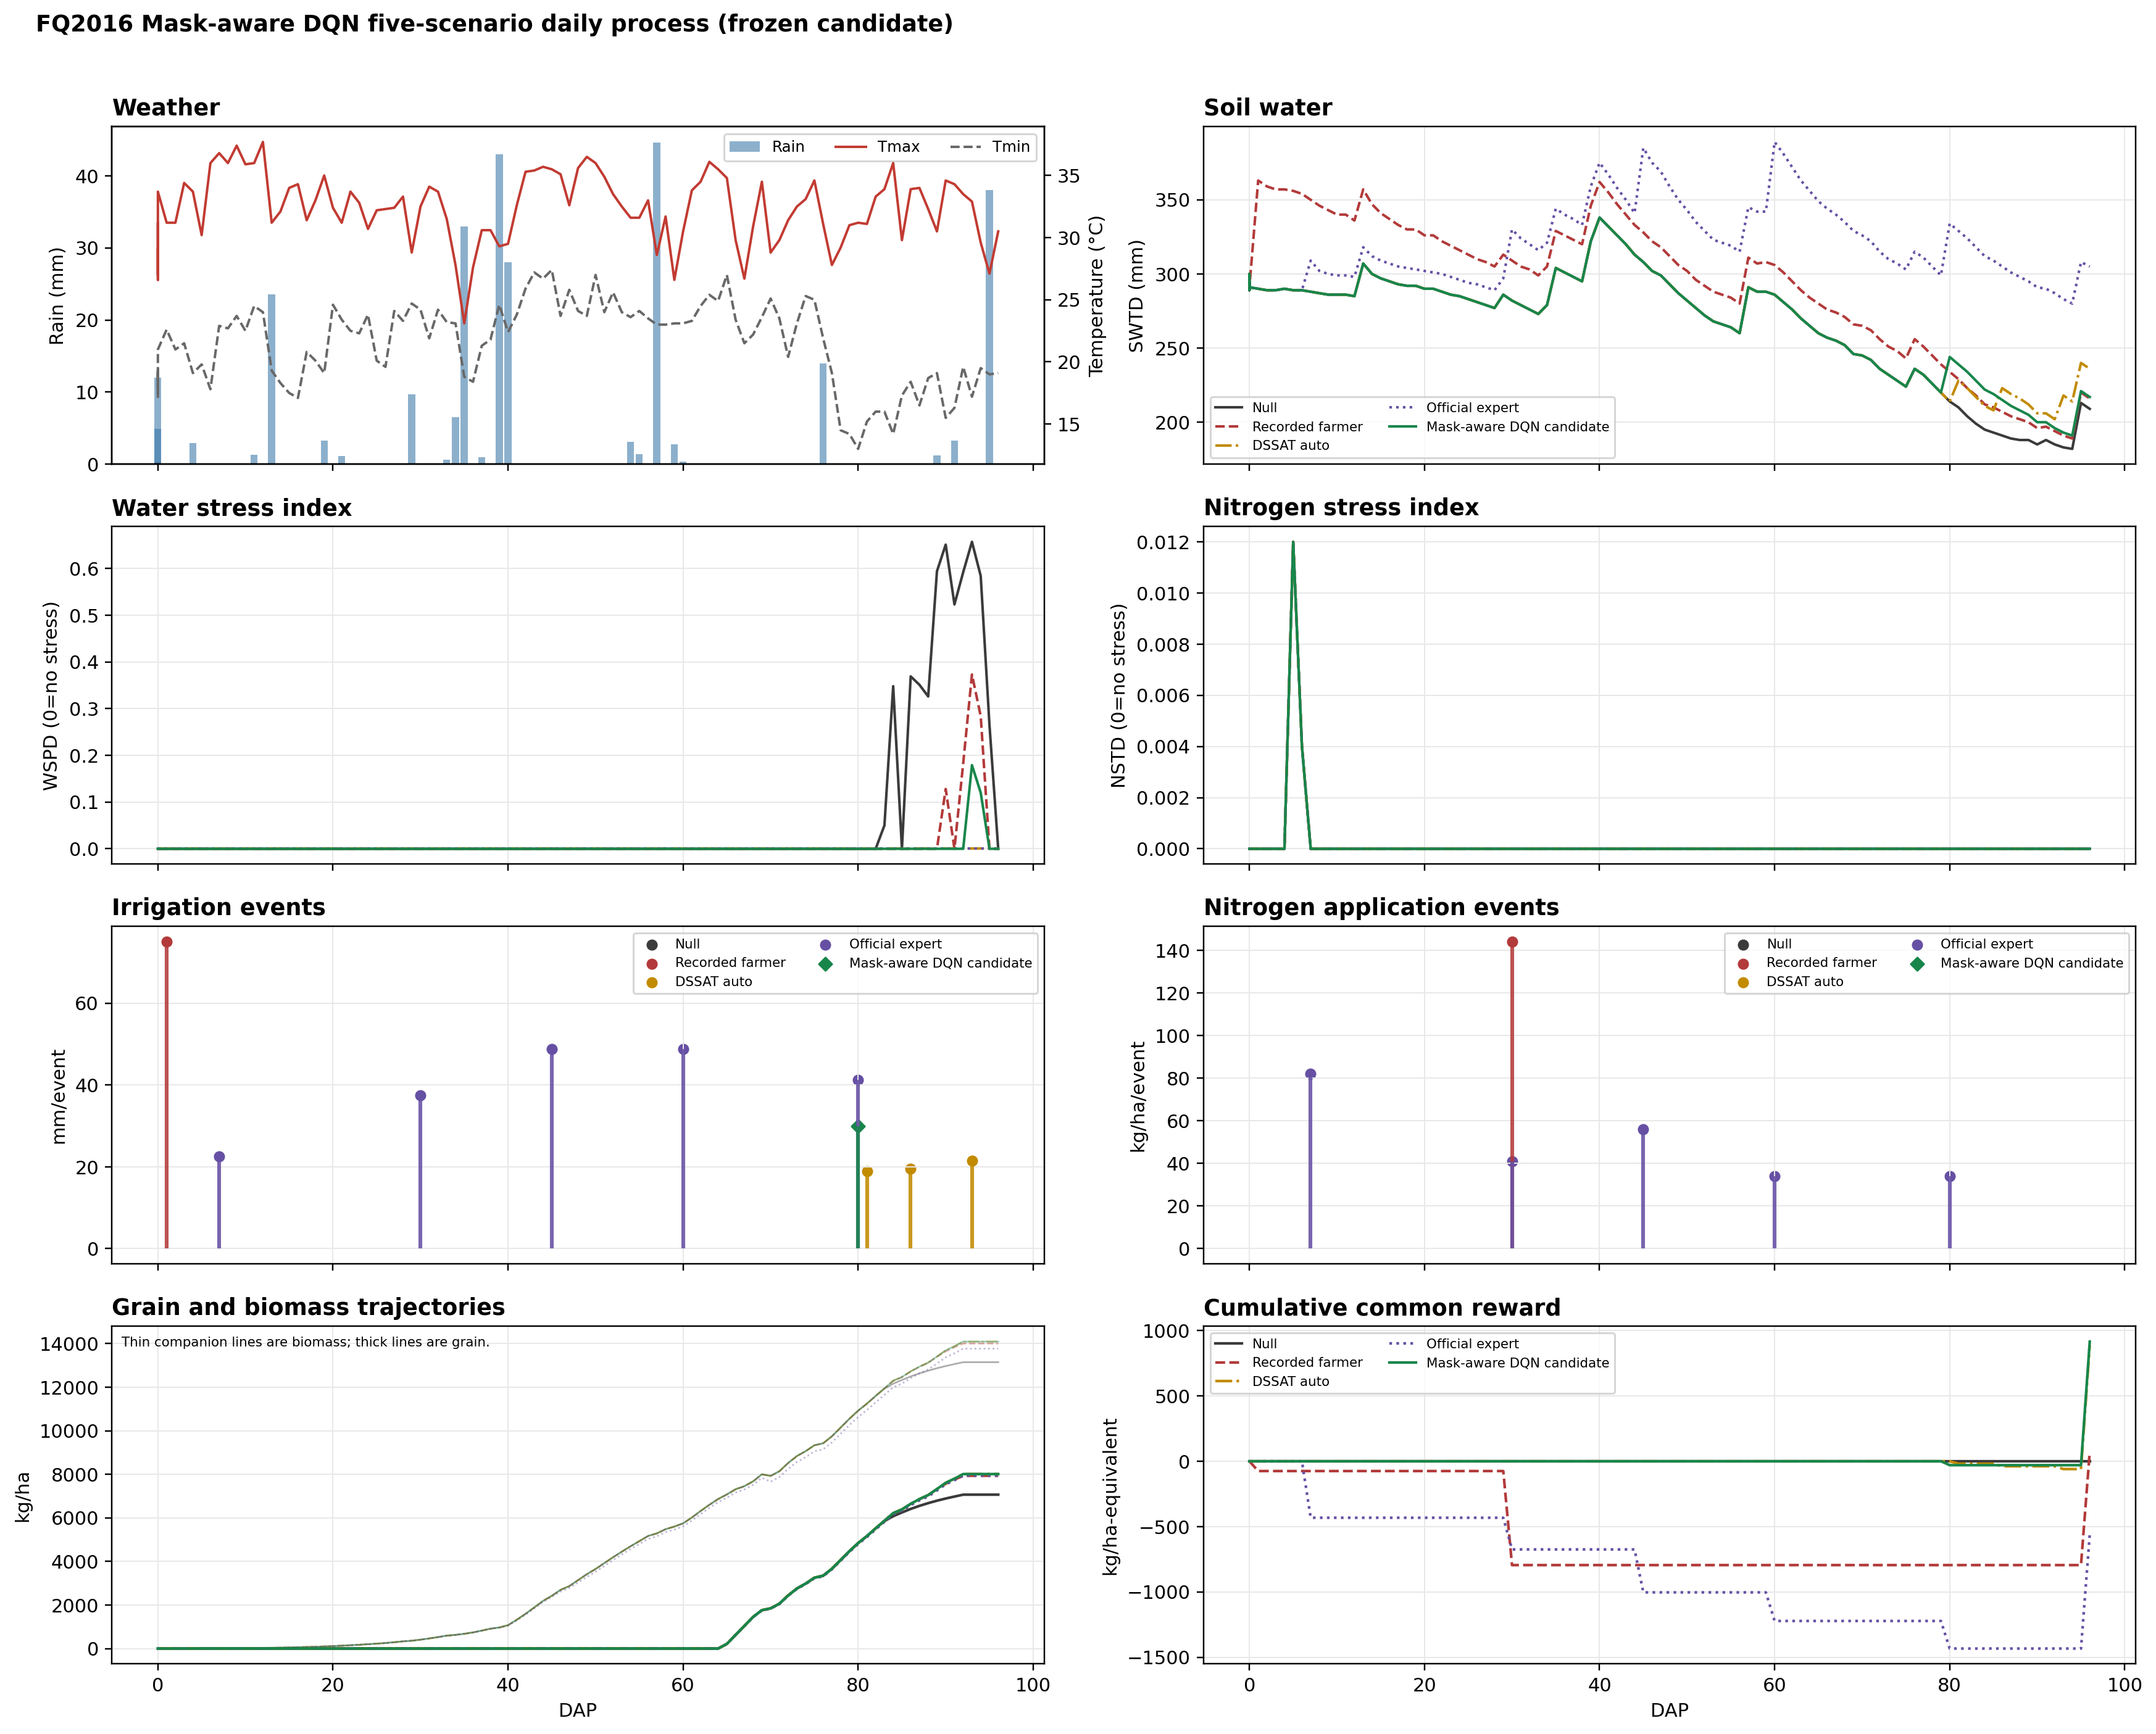 FQ2016 Mask-aware DQN five-scenario daily process (frozen candidate)
Weather
Rain
Tmax
Tmin
Rain (mm)
40
30
20
10
0
35
30
25
20
15
Temperature (°C)
Soil water
SWTD (mm)
350
300
250
200
Null
Recorded farmer
DSSAT auto
Official expert
Mask-aware DQN candidate
Water stress index
WSPD (0=no stress)
0.6
0.5
0.4
0.3
0.2
0.1
0.0
Nitrogen stress index
NSTD (0=no stress)
0.012
0.010
0.008
0.006
0.004
0.002
0.000
Irrigation events
mm/event
60
40
20
0
Null
Recorded farmer
DSSAT auto
Official expert
Mask-aware DQN candidate
Nitrogen application events
kg/ha/event
140
120
100
80
60
40
20
0
Null
Recorded farmer
DSSAT auto
Official expert
Mask-aware DQN candidate
Grain and biomass trajectories
Thin companion lines are biomass; thick lines are grain.
kg/ha
14000
12000
10000
8000
6000
4000
2000
0
0 20 40 60 80 100
DAP
Cumulative common reward
kg/ha-equivalent
1000
500
0
−500
−1000
−1500
Null
Recorded farmer
DSSAT auto
Official expert
Mask-aware DQN candidate
0 20 40 60 80 100
DAP